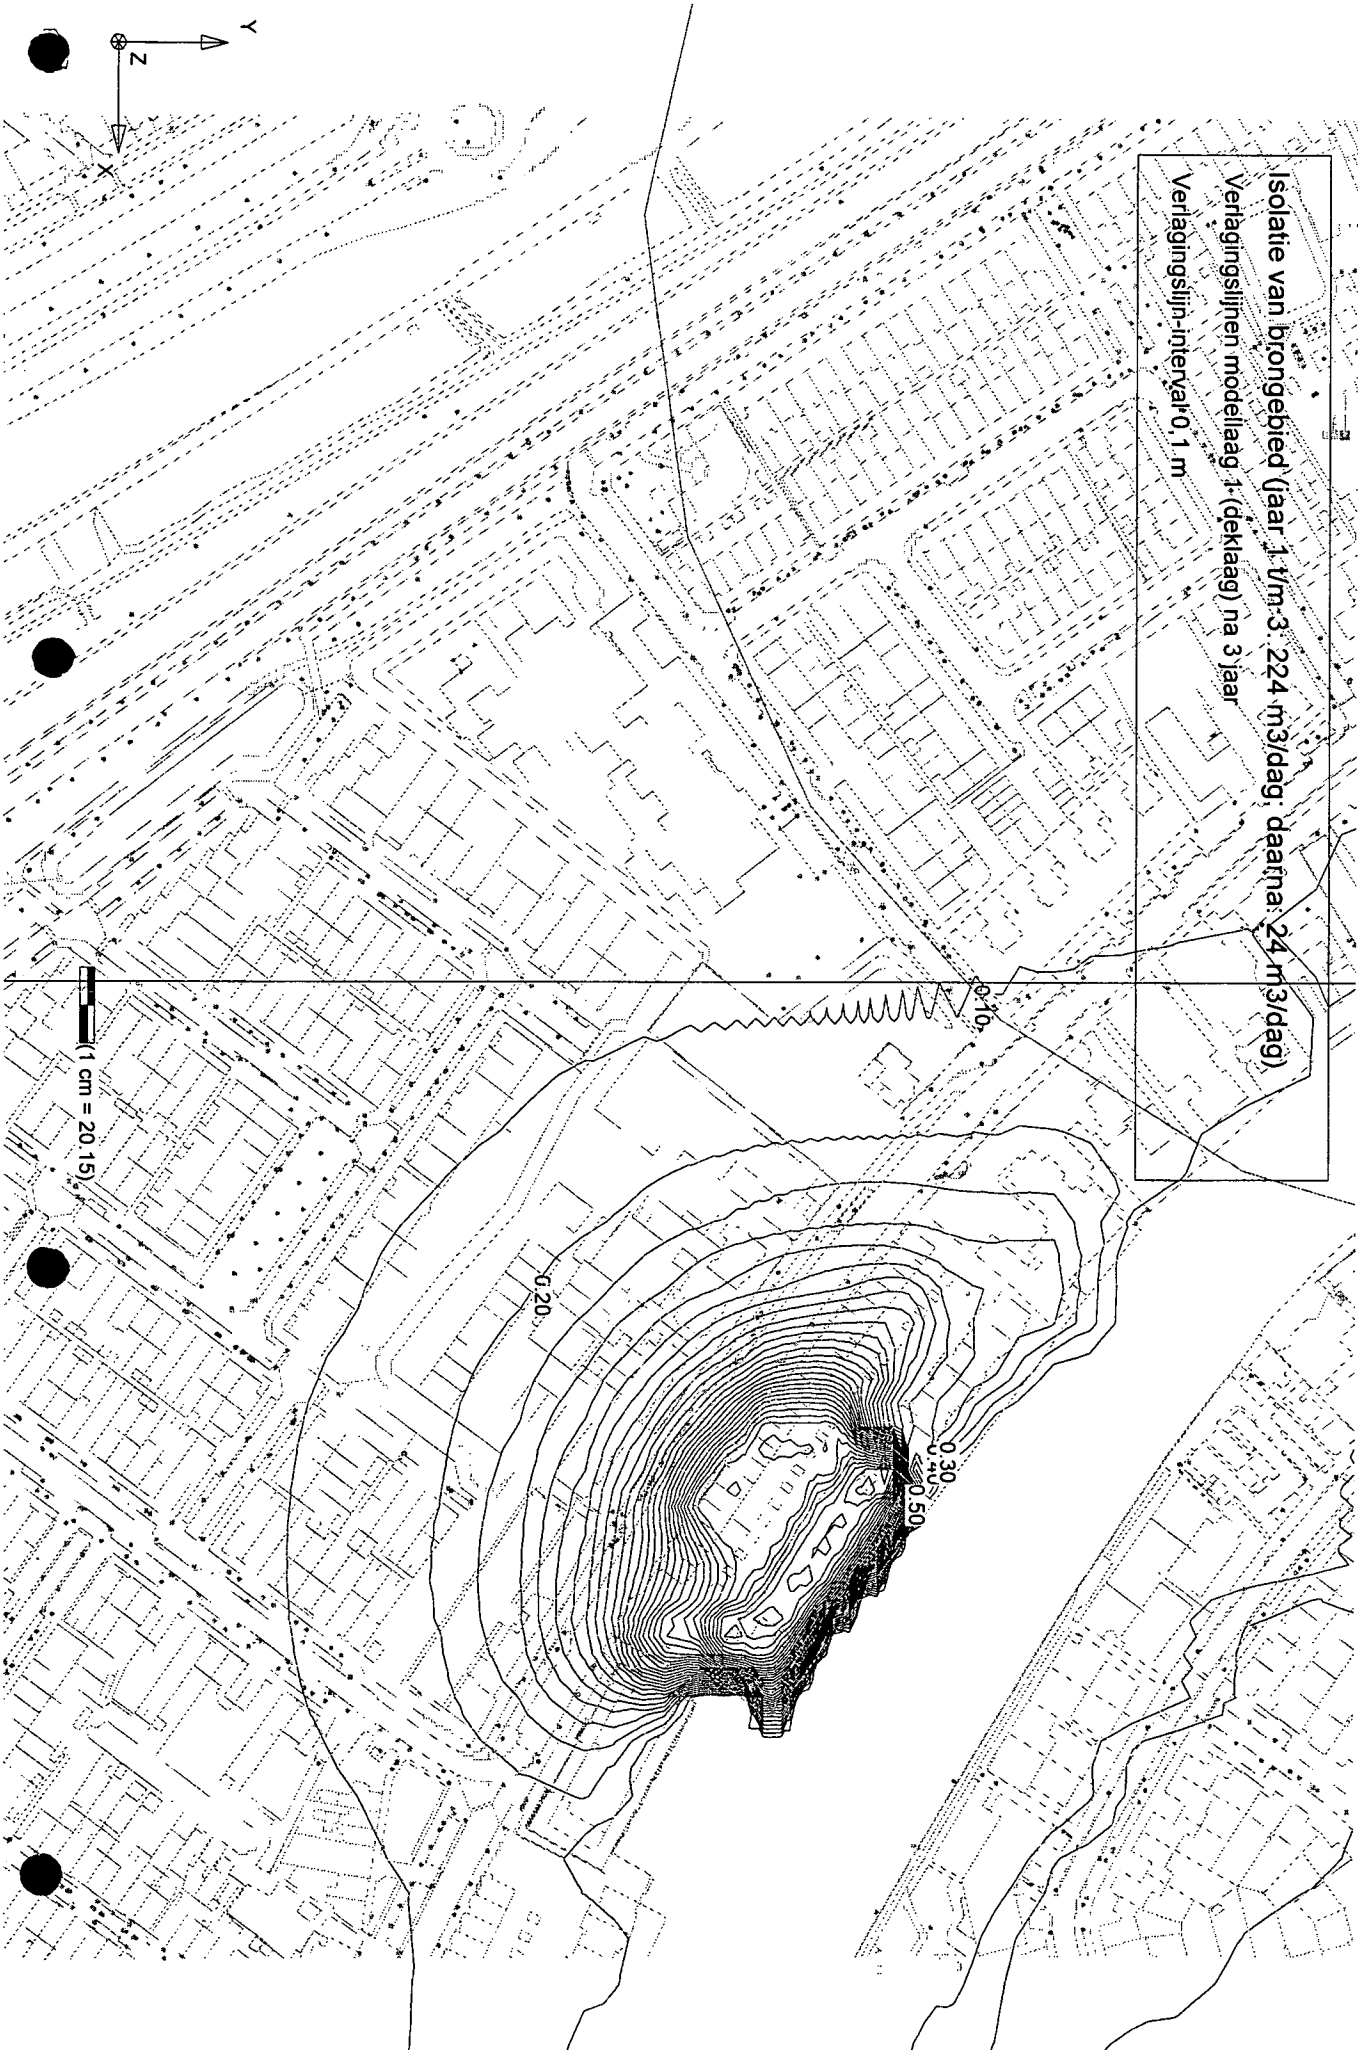 Isolatie van brongebied (jaar 1 t/m 3: 224 m3/dag; daarna: 24 m3/dag)
Verlagingslijnen modellaag 1 (deklaag) na 3 jaar
Verlagingslijn-interval 0,1 m
Y
Z
X
0.10
0.20
0.30
0.40
0.50
(1 cm = 20.15)